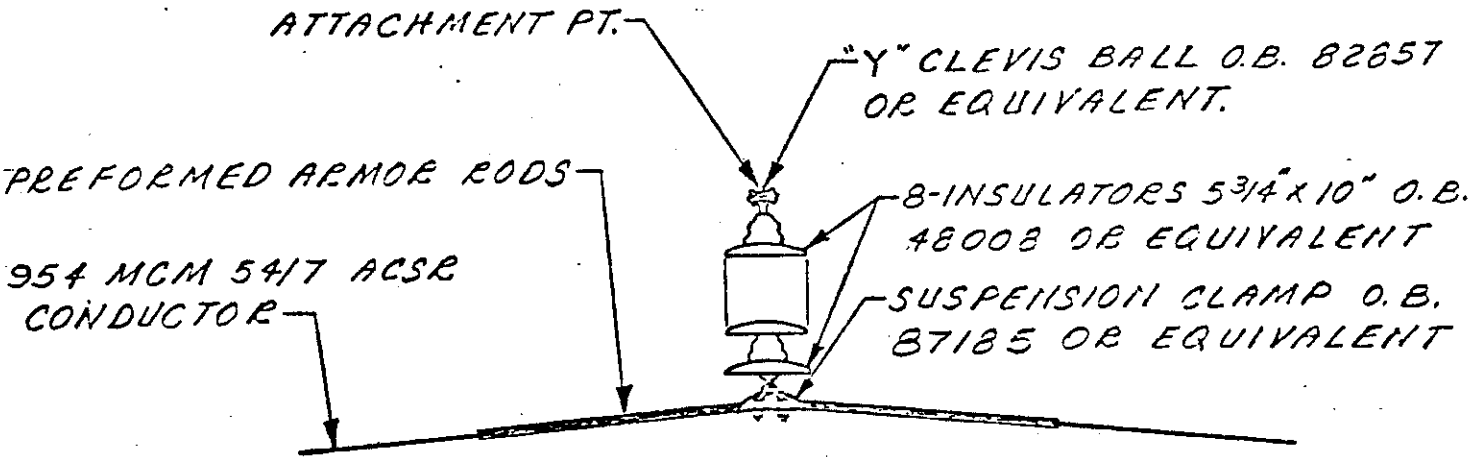 ATTACHMENT PT.
"Y" CLEVIS BALL O.B. 82857
OR EQUIVALENT.
PREFORMED ARMOR RODS
8-INSULATORS 5 3/4" X 10" O.B.
48008 OR EQUIVALENT
954 MCM 54/7 ACSR
CONDUCTOR
SUSPENSION CLAMP O.B.
87185 OR EQUIVALENT